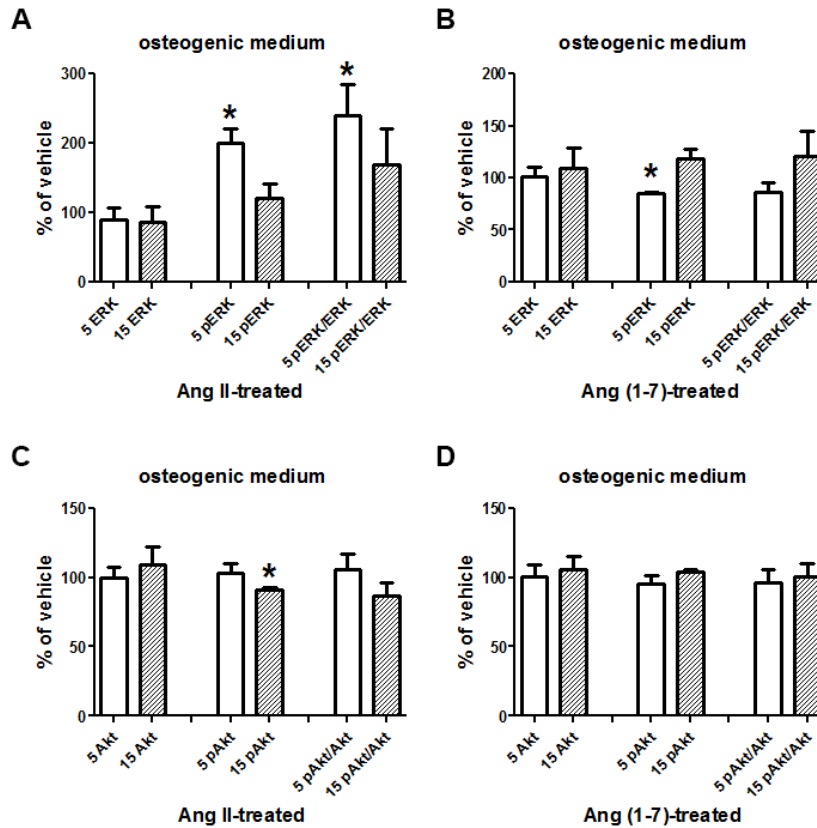 A
osteogenic medium
% of vehicle
300
200
100
0
*
*
5 ERK
15 ERK
5 pERK
15 pERK
5 pERK/ERK
15 pERK/ERK
Ang II-treated
B
osteogenic medium
% of vehicle
200
150
100
50
0
*
5 ERK
15 ERK
5 pERK
15 pERK
5 pERK/ERK
15 pERK/ERK
Ang (1-7)-treated
C
osteogenic medium
% of vehicle
150
100
50
0
*
5 Akt
15 Akt
5 pAkt
15 pAkt
5 pAkt/Akt
15 pAkt/Akt
Ang II-treated
D
osteogenic medium
% of vehicle
150
100
50
0
5 Akt
15 Akt
5 pAkt
15 pAkt
5 pAkt/Akt
15 pAkt/Akt
Ang (1-7)-treated